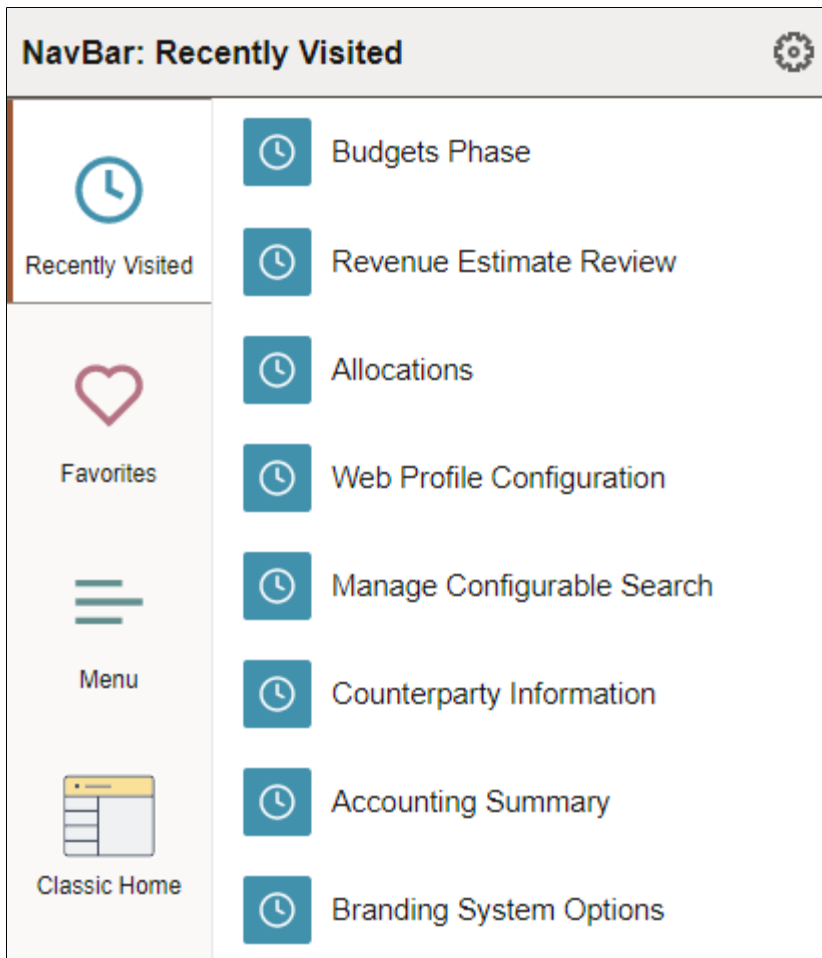 NavBar: Recently Visited
Recently Visited
Favorites
Menu
Classic Home
Budgets Phase
Revenue Estimate Review
Allocations
Web Profile Configuration
Manage Configurable Search
Counterparty Information
Accounting Summary
Branding System Options